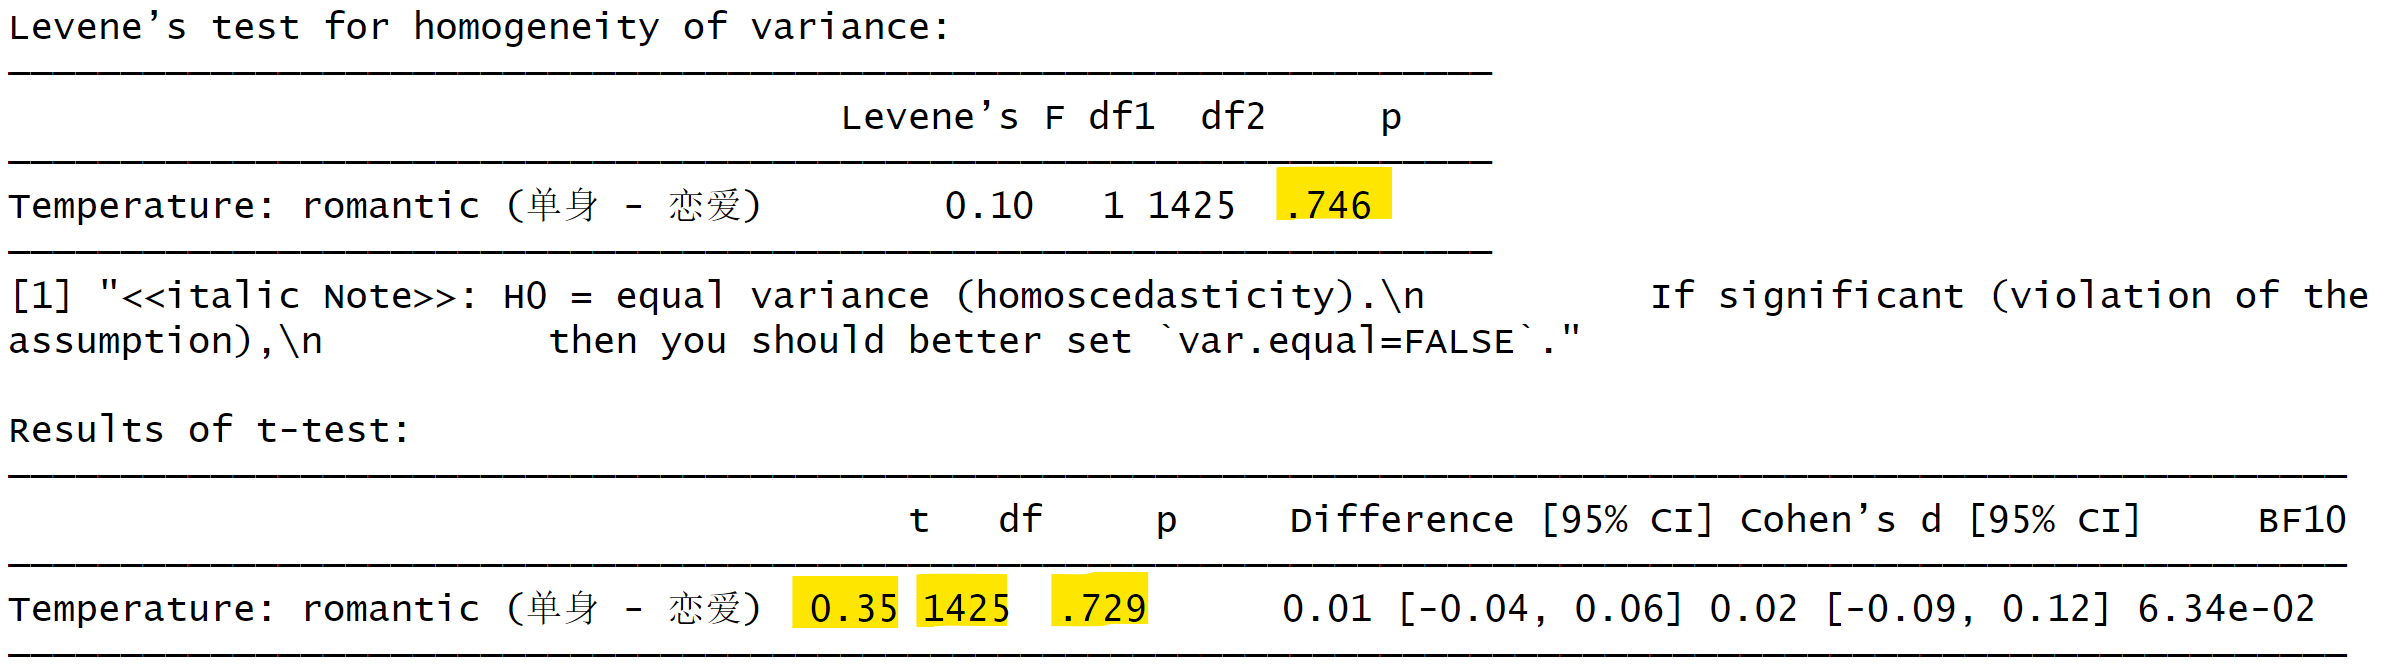 Levene’s test for homogeneity of variance:
Levene’s F df1 df2 p
Temperature: romantic (单身 - 恋爱) 0.10 1 1425 .746
[1] "<<italic Note>>: H0 = equal variance (homoscedasticity).\n If significant (violation of the
assumption),\n then you should better set `var.equal=FALSE`."
Results of t-test:
t df p Difference [95% CI] Cohen’s d [95% CI] BF10
Temperature: romantic (单身 - 恋爱) 0.35 1425 .729 0.01 [-0.04, 0.06] 0.02 [-0.09, 0.12] 6.34e-02